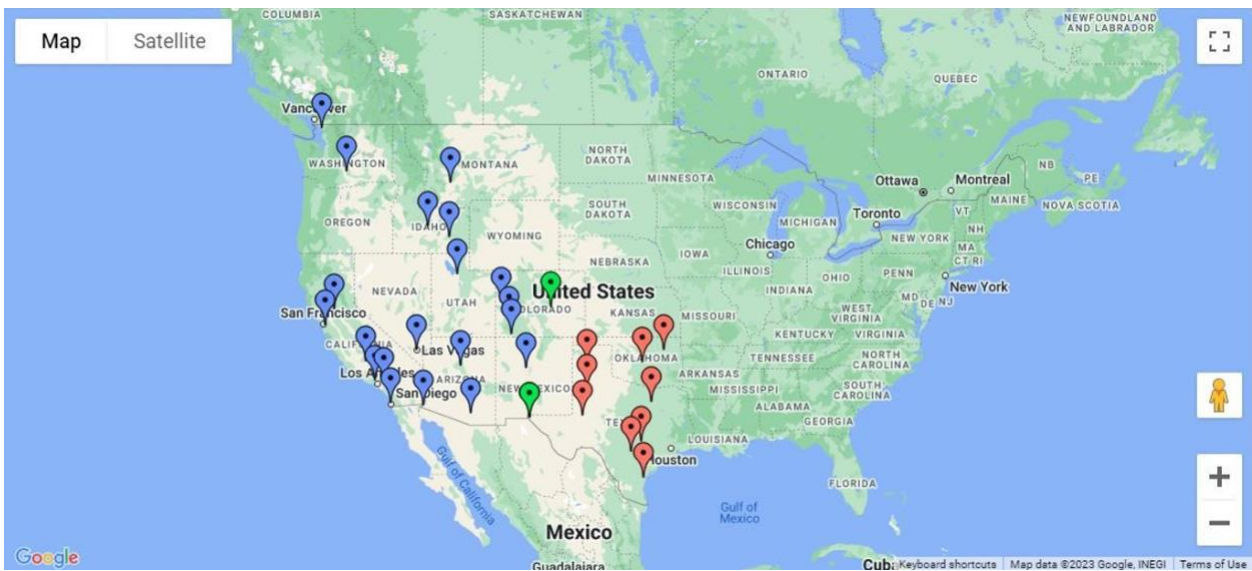 Map
Satellite
COLUMBIA
SASKATCHEWAN
NEWFOUNDLAND
AND LABRADOR
ONTARIO
QUEBEC
Vancouver
WASHINGTON
MONTANA
NORTH
DAKOTA
MINNESOTA
Ottawa
Montreal
NB
PE
MAINE
NOVA SCOTIA
OREGON
IDAHO
SOUTH
DAKOTA
WISCONSIN
MICHIGAN
Toronto
VT
NH
WYOMING
NEW YORK
MA
CT RI
Chicago
IOWA
NEBRASKA
ILLINOIS
INDIANA
OHIO
PENN
New York
NEVADA
UTAH
United States
COLORADO
KANSAS
MISSOURI
WEST
VIRGINIA
MD
DE
NJ
San Francisco
KENTUCKY
VIRGINIA
CALIFORNIA
Las Vegas
OKLAHOMA
TENNESSEE
NORTH
CAROLINA
Los Angeles
ARIZONA
NEW MEXICO
ARKANSAS
MISSISSIPPI
SOUTH
CAROLINA
San Diego
ALABAMA
GEORGIA
LOUISIANA
Houston
Gulf of California
FLORIDA
Gulf of
Mexico
Mexico
Guadalajara
Google
Keyboard shortcuts
Map data ©2023 Google, INEGI
Terms of Use